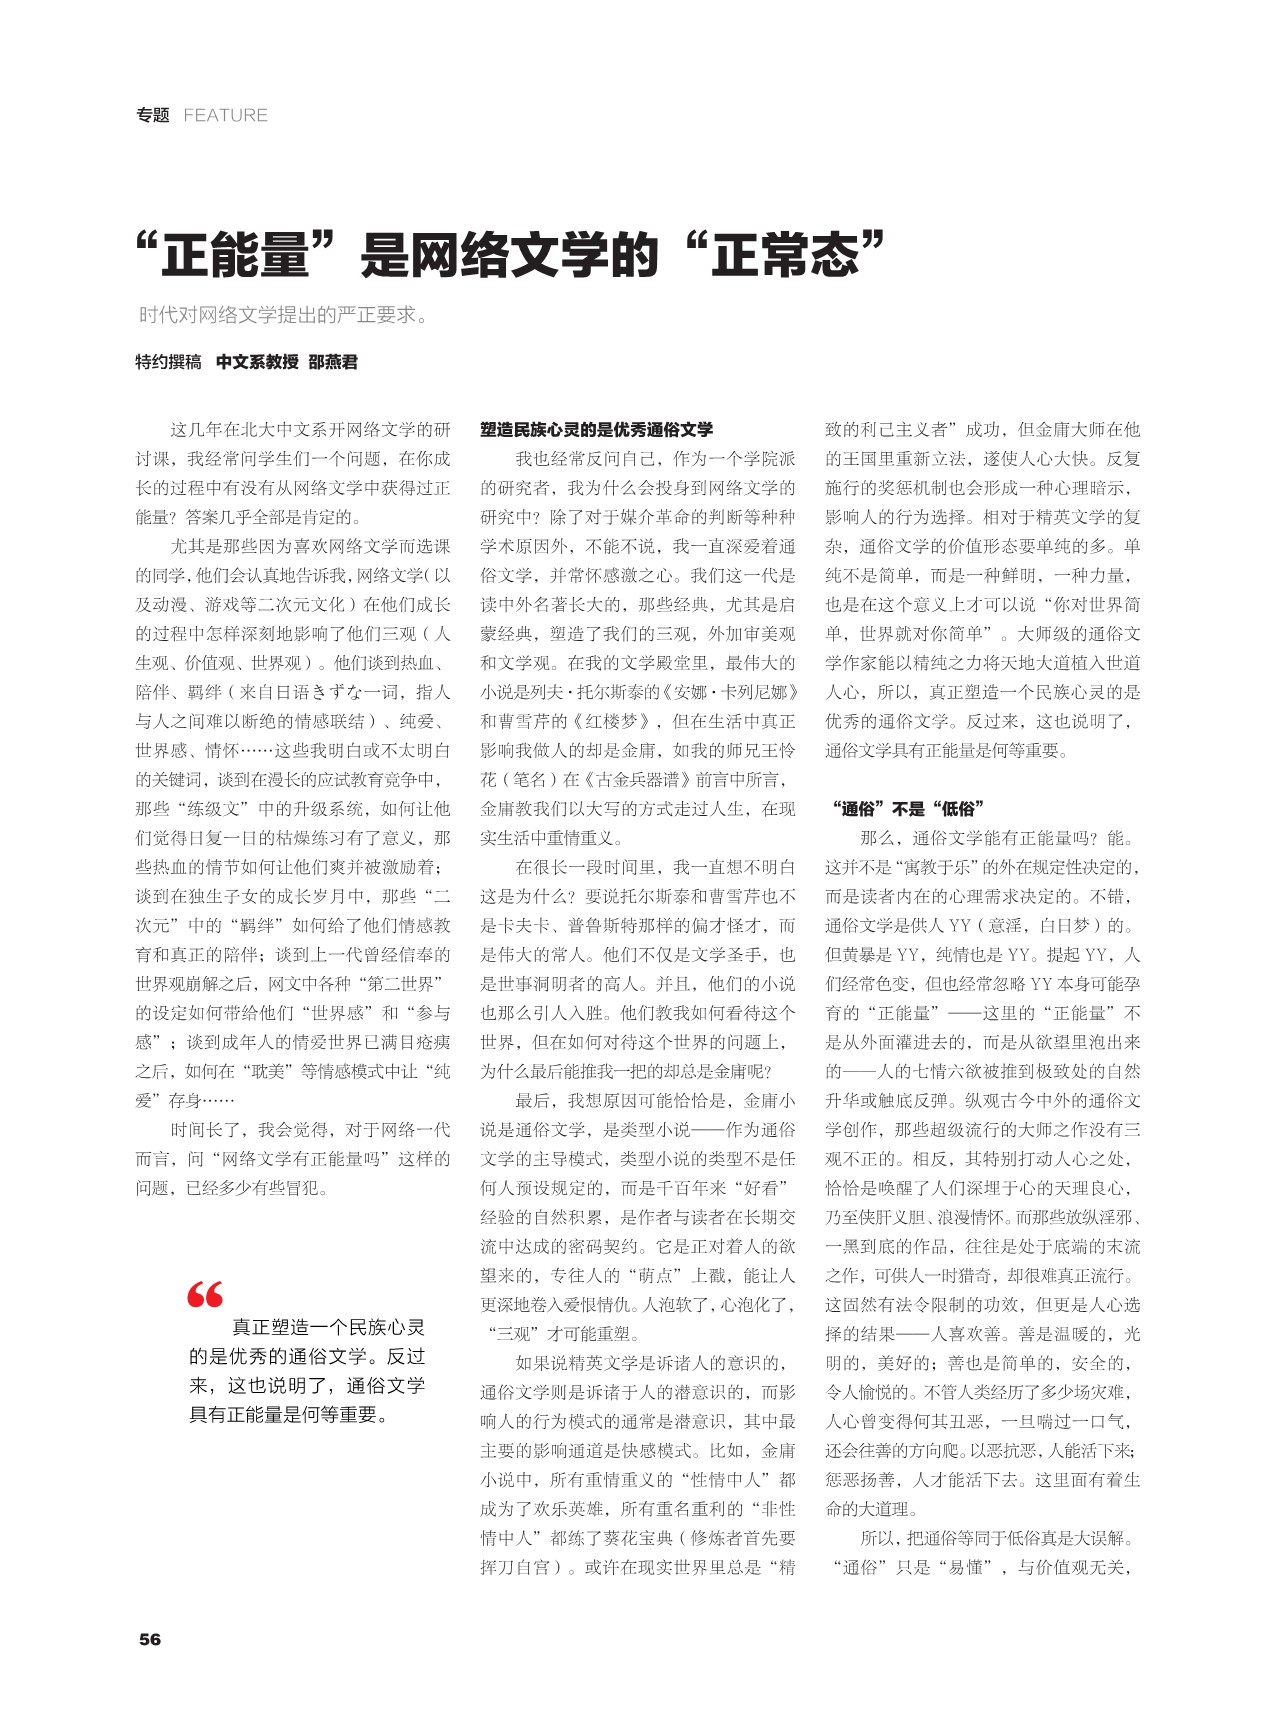 专题 FEATURE
“正能量”是网络文学的“正常态”
时代对网络文学提出的严正要求。
特约撰稿 中文系教授 邵燕君
这几年在北大中文系开网络文学的研
讨课，我经常问学生们一个问题，在你成
长的过程中有没有从网络文学中获得过正
能量？答案几乎全部是肯定的。
尤其是那些因为喜欢网络文学而选课
的同学，他们会认真地告诉我，网络文学（以
及动漫、游戏等二次元文化）在他们成长
的过程中怎样深刻地影响了他们三观（人
生观、价值观、世界观）。他们谈到热血、
陪伴、羁绊（来自日语きずな一词，指人
与人之间难以断绝的情感联结）、纯爱、
世界感、情怀……这些我明白或不太明白
的关键词，谈到在漫长的应试教育竞争中，
那些“练级文”中的升级系统，如何让他
们觉得日复一日的枯燥练习有了意义，那
些热血的情节如何让他们爽并被激励着；
谈到在独生子女的成长岁月中，那些“二
次元”中的“羁绊”如何给了他们情感教
育和真正的陪伴；谈到上一代曾经信奉的
世界观崩解之后，网文中各种“第二世界”
的设定如何带给他们“世界感”和“参与
感”；谈到成年人的情爱世界已满目疮痍
之后，如何在“耽美”等情感模式中让“纯
爱”存身……
时间长了，我会觉得，对于网络一代
而言，问“网络文学有正能量吗”这样的
问题，已经多少有些冒犯。
“
真正塑造一个民族心灵
的是优秀的通俗文学。反过
来，这也说明了，通俗文学
具有正能量是何等重要。
塑造民族心灵的是优秀通俗文学
我也经常反问自己，作为一个学院派
的研究者，我为什么会投身到网络文学的
研究中？除了对于媒介革命的判断等种种
学术原因外，不能不说，我一直深爱着通
俗文学，并常怀感激之心。我们这一代是
读中外名著长大的，那些经典，尤其是启
蒙经典，塑造了我们的三观，外加审美观
和文学观。在我的文学殿堂里，最伟大的
小说是列夫·托尔斯泰的《安娜·卡列尼娜》
和曹雪芹的《红楼梦》，但在生活中真正
影响我做人的却是金庸，如我的师兄王怜
花（笔名）在《古金兵器谱》前言中所言，
金庸教我们以大写的方式走过人生，在现
实生活中重情重义。
在很长一段时间里，我一直想不明白
这是为什么？要说托尔斯泰和曹雪芹也不
是卡夫卡、普鲁斯特那样的偏才怪才，而
是伟大的常人。他们不仅是文学圣手，也
是世事洞明者的高人。并且，他们的小说
也那么引人入胜。他们教我如何看待这个
世界，但在如何对待这个世界的问题上，
为什么最后能推我一把的却总是金庸呢？
最后，我想原因可能恰恰是，金庸小
说是通俗文学，是类型小说——作为通俗
文学的主导模式，类型小说的类型不是任
何人预设规定的，而是千百年来“好看”
经验的自然积累，是作者与读者在长期交
流中达成的密码契约。它是正对着人的欲
望来的，专往人的“萌点”上戳，能让人
更深地卷入爱恨情仇。人泡软了，心泡化了，
“三观”才可能重塑。
如果说精英文学是诉诸人的意识的，
通俗文学则是诉诸于人的潜意识的，而影
响人的行为模式的通常是潜意识，其中最
主要的影响通道是快感模式。比如，金庸
小说中，所有重情重义的“性情中人”都
成为了欢乐英雄，所有重名重利的“非性
情中人”都练了葵花宝典（修炼者首先要
挥刀自宫）。或许在现实世界里总是“精
致的利己主义者”成功，但金庸大师在他
的王国里重新立法，遂使人心大快。反复
施行的奖惩机制也会形成一种心理暗示，
影响人的行为选择。相对于精英文学的复
杂，通俗文学的价值形态要单纯的多。单
纯不是简单，而是一种鲜明，一种力量，
也是在这个意义上才可以说“你对世界简
单，世界就对你简单”。大师级的通俗文
学作家能以精纯之力将天地大道植入世道
人心，所以，真正塑造一个民族心灵的是
优秀的通俗文学。反过来，这也说明了，
通俗文学具有正能量是何等重要。
“通俗”不是“低俗”
那么，通俗文学能有正能量吗？能。
这并不是“寓教于乐”的外在规定性决定的，
而是读者内在的心理需求决定的。不错，
通俗文学是供人 YY（意淫，白日梦）的。
但黄暴是 YY，纯情也是 YY。提起 YY，人
们经常色变，但也经常忽略 YY 本身可能孕
育的“正能量”——这里的“正能量”不
是从外面灌进去的，而是从欲望里泡出来
的——人的七情六欲被推到极致处的自然
升华或触底反弹。纵观古今中外的通俗文
学创作，那些超级流行的大师之作没有三
观不正的。相反，其特别打动人心之处，
恰恰是唤醒了人们深埋于心的天理良心，
乃至侠肝义胆、浪漫情怀。而那些放纵淫邪、
一黑到底的作品，往往是处于底端的末流
之作，可供人一时猎奇，却很难真正流行。
这固然有法令限制的功效，但更是人心选
择的结果——人喜欢善。善是温暖的，光
明的，美好的；善也是简单的，安全的，
令人愉悦的。不管人类经历了多少场灾难，
人心曾变得何其丑恶，一旦喘过一口气，
还会往善的方向爬。以恶抗恶，人能活下来；
惩恶扬善，人才能活下去。这里面有着生
命的大道理。
所以，把通俗等同于低俗真是大误解。
“通俗”只是“易懂”，与价值观无关，
56